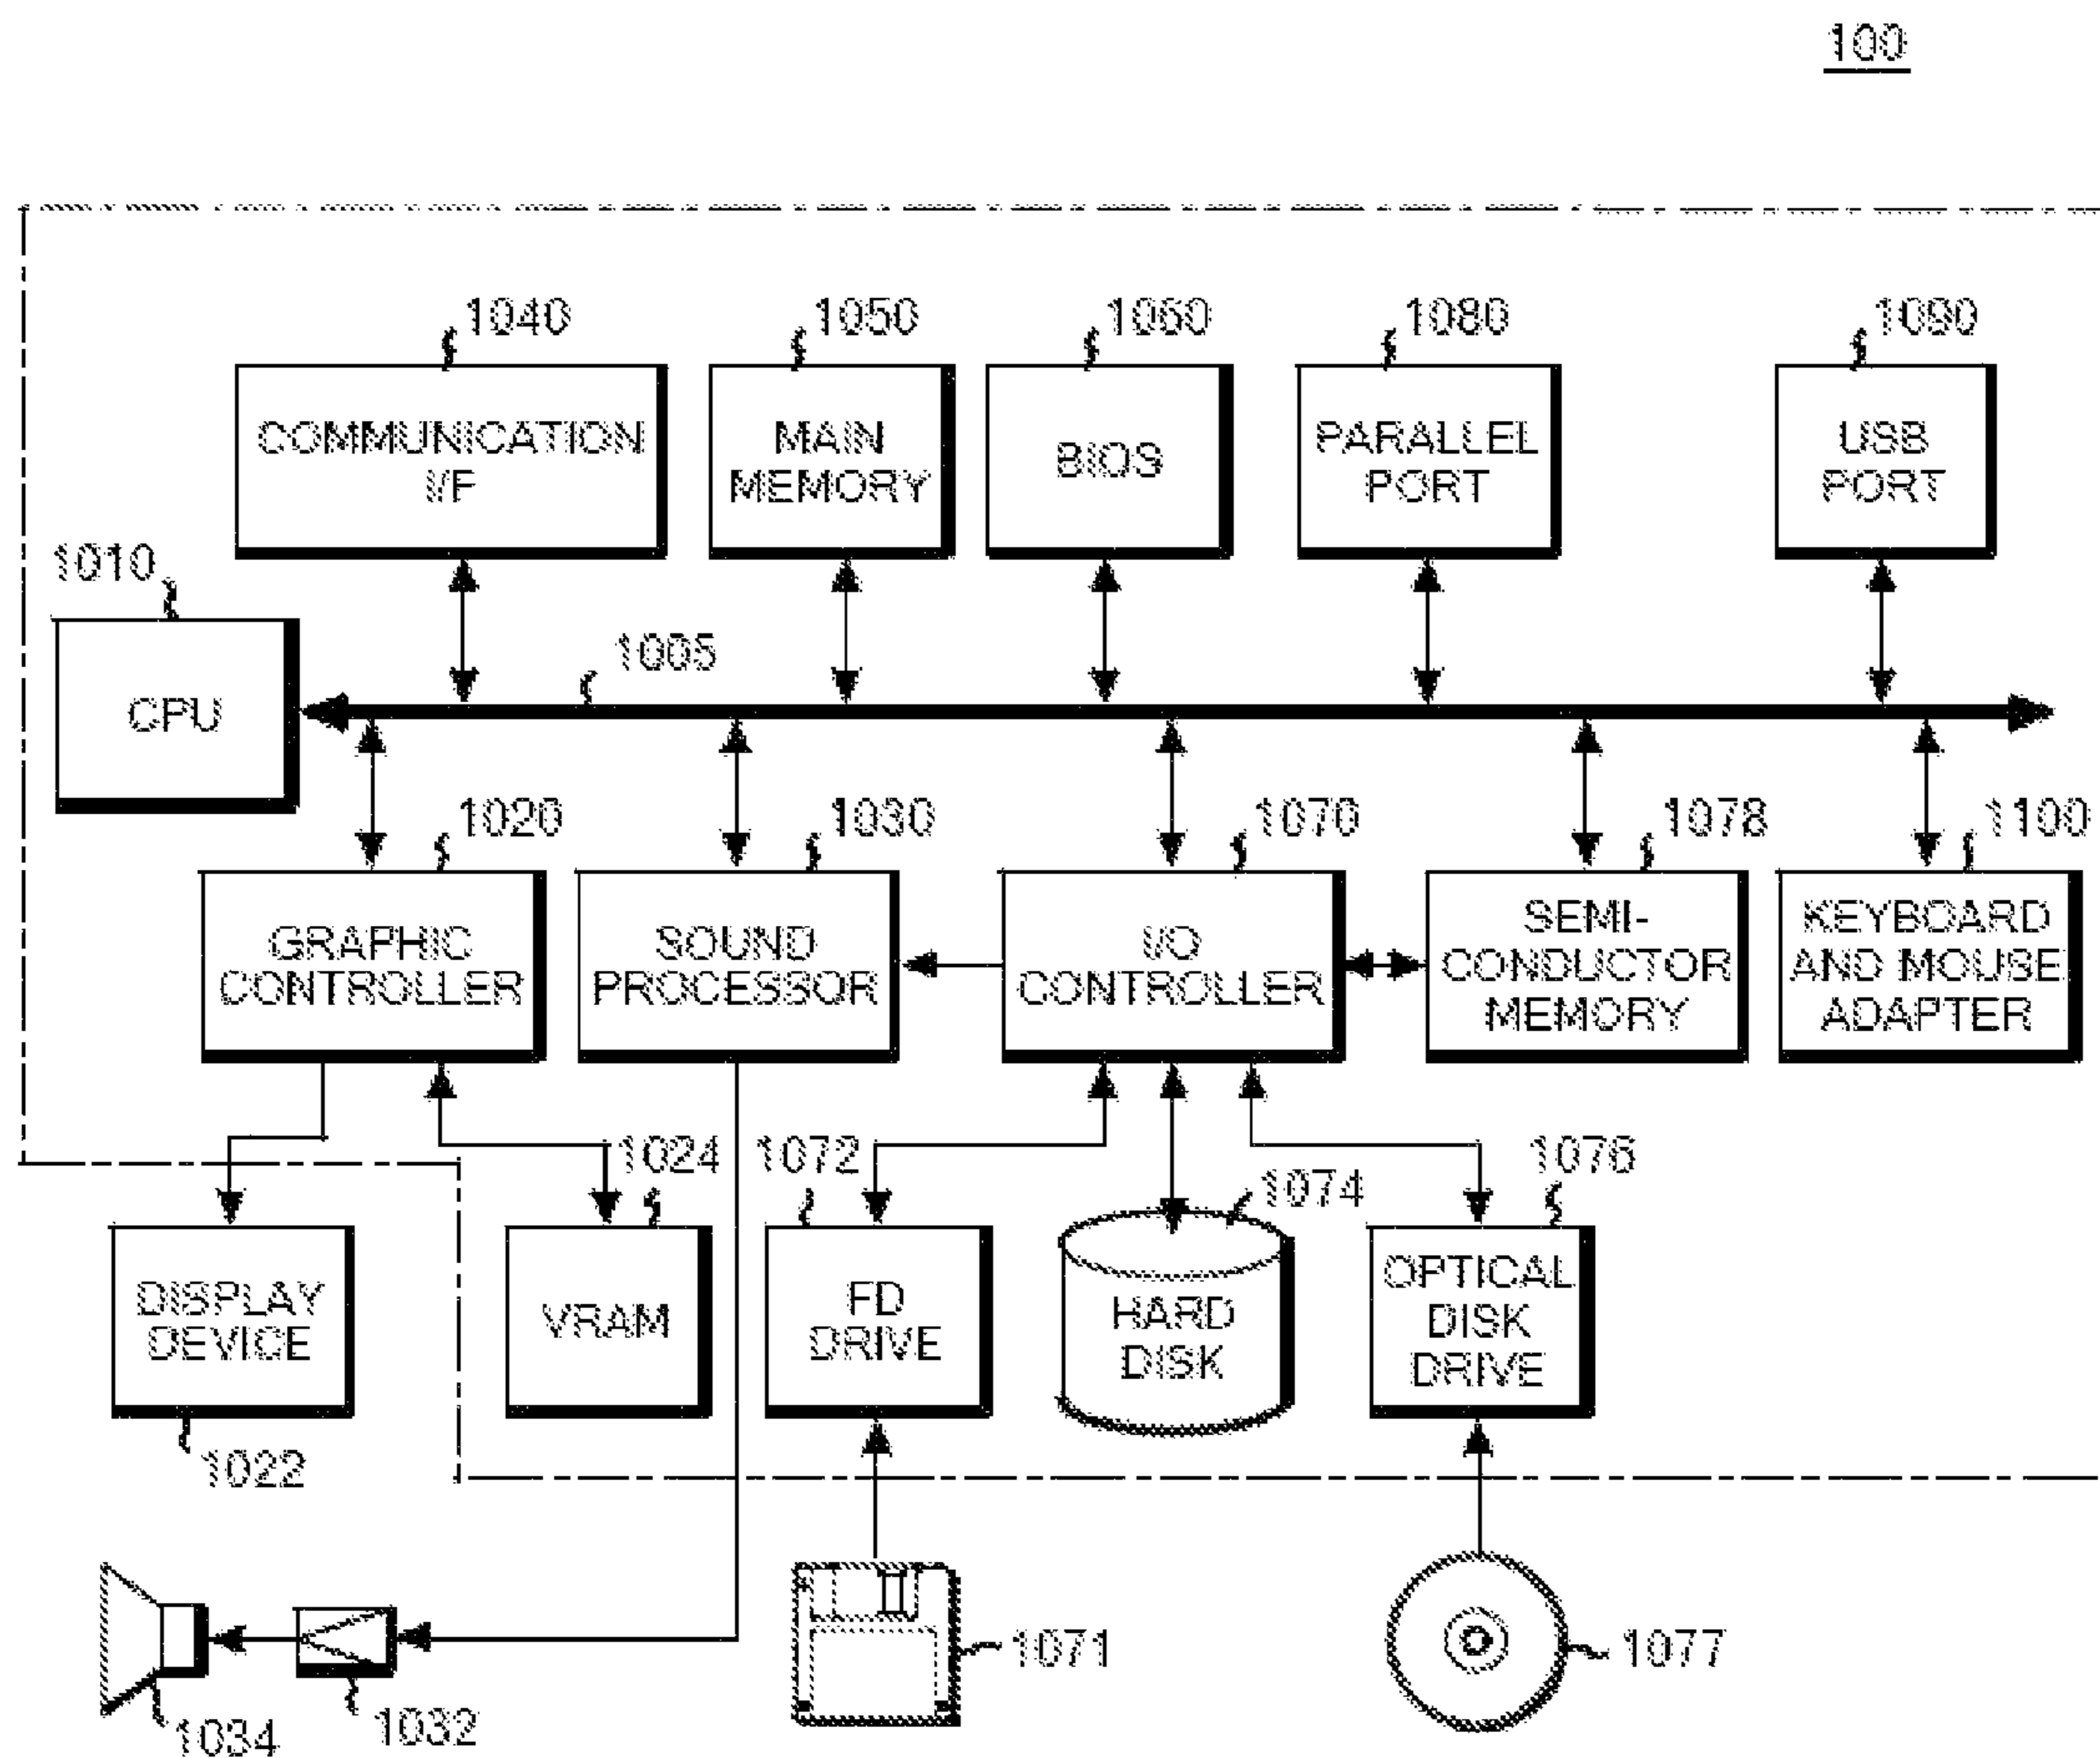 100
1040
1050
1060
1080
1090
COMMUNICATION
I/F
MAIN
MEMORY
BIOS
PARALLEL
PORT
USB
PORT
1010
CPU
1005
1020
1030
1070
1078
1100
GRAPHIC
CONTROLLER
SOUND
PROCESSOR
I/O
CONTROLLER
SEMI-
CONDUCTOR
MEMORY
KEYBOARD
AND MOUSE
ADAPTER
1024
1072
1074
1076
DISPLAY
DEVICE
VRAM
FD
DRIVE
HARD
DISK
OPTICAL
DISK
DRIVE
1022
1034
1032
1071
1077